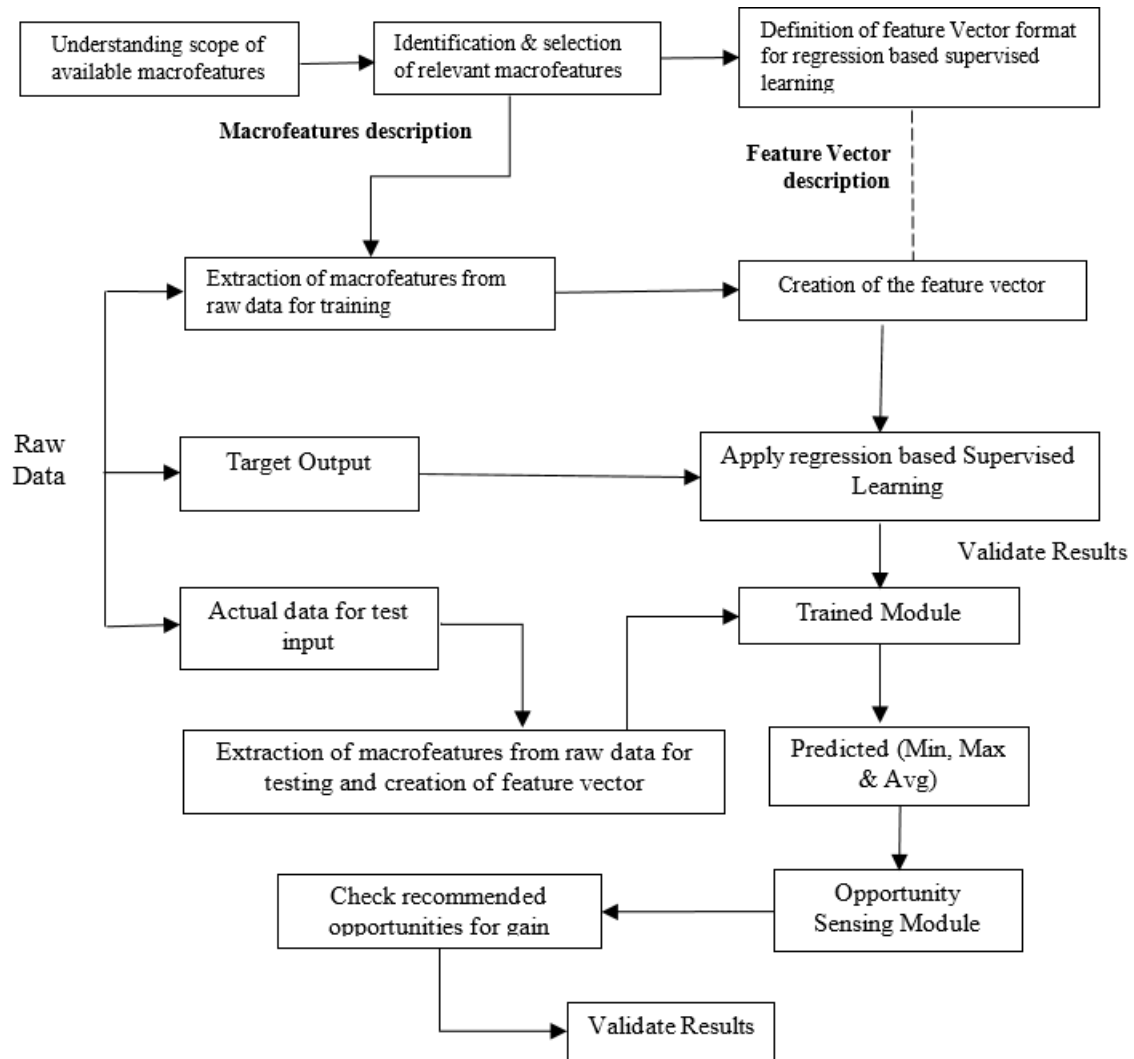 Understanding scope of
available macrofeatures
Identification & selection
of relevant macrofeatures
Definition of feature Vector format
for regression based supervised
learning
Macrofeatures description
Feature Vector
description
Extraction of macrofeatures from
raw data for training
Creation of the feature vector
Raw
Data
Target Output
Apply regression based Supervised
Learning
Validate Results
Actual data for test
input
Trained Module
Extraction of macrofeatures from raw data for
testing and creation of feature vector
Predicted (Min, Max
& Avg)
Check recommended
opportunities for gain
Opportunity
Sensing Module
Validate Results